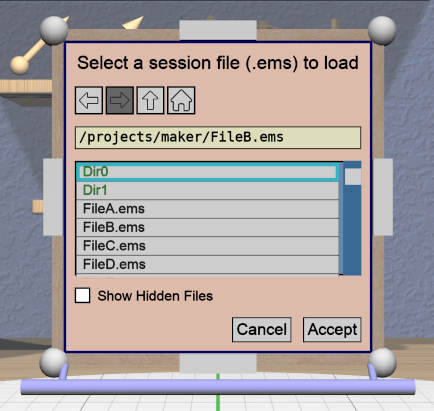 Select a session file (.ems) to load
/projects/maker/FileB.ems
Dir0
Dir1
FileA.ems
FileB.ems
FileC.ems
FileD.ems
Show Hidden Files
Cancel Accept